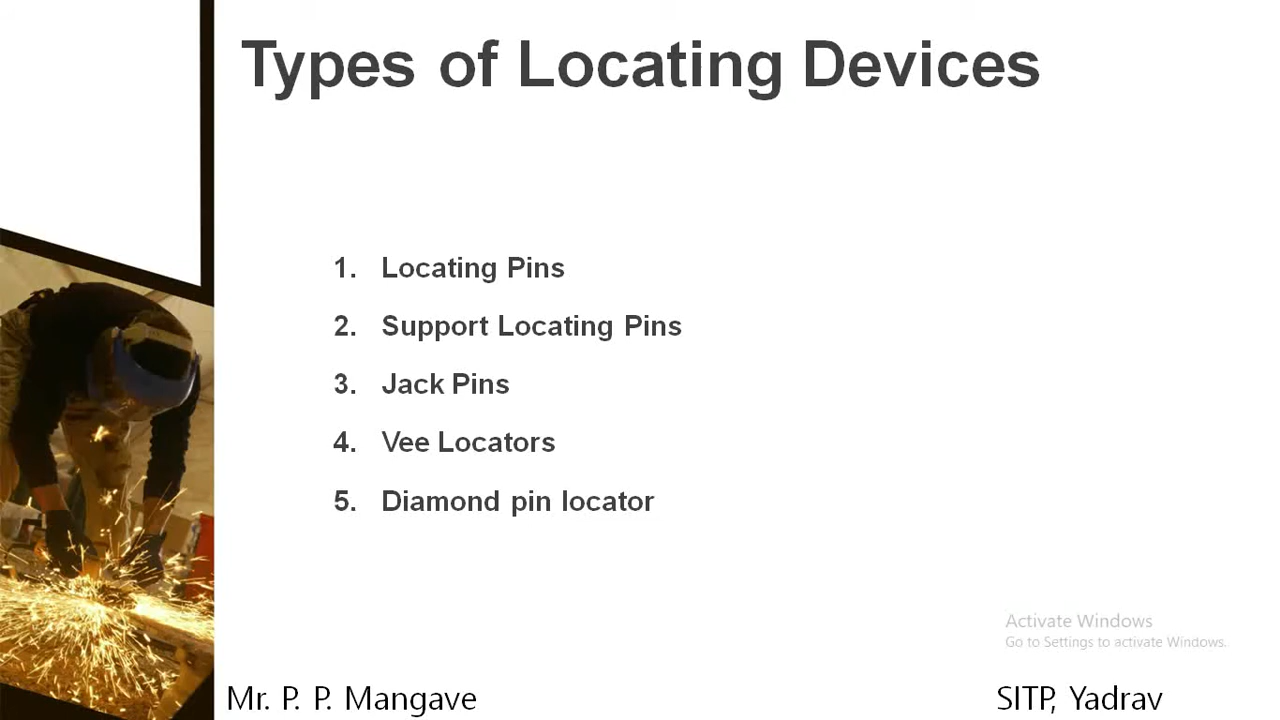 Types of Locating Devices
1. Locating Pins
2. Support Locating Pins
3. Jack Pins
4. Vee Locators
5. Diamond pin locator
Activate Windows
Go to Settings to activate Windows.
Mr. P. P. Mangave
SITP, Yadrav